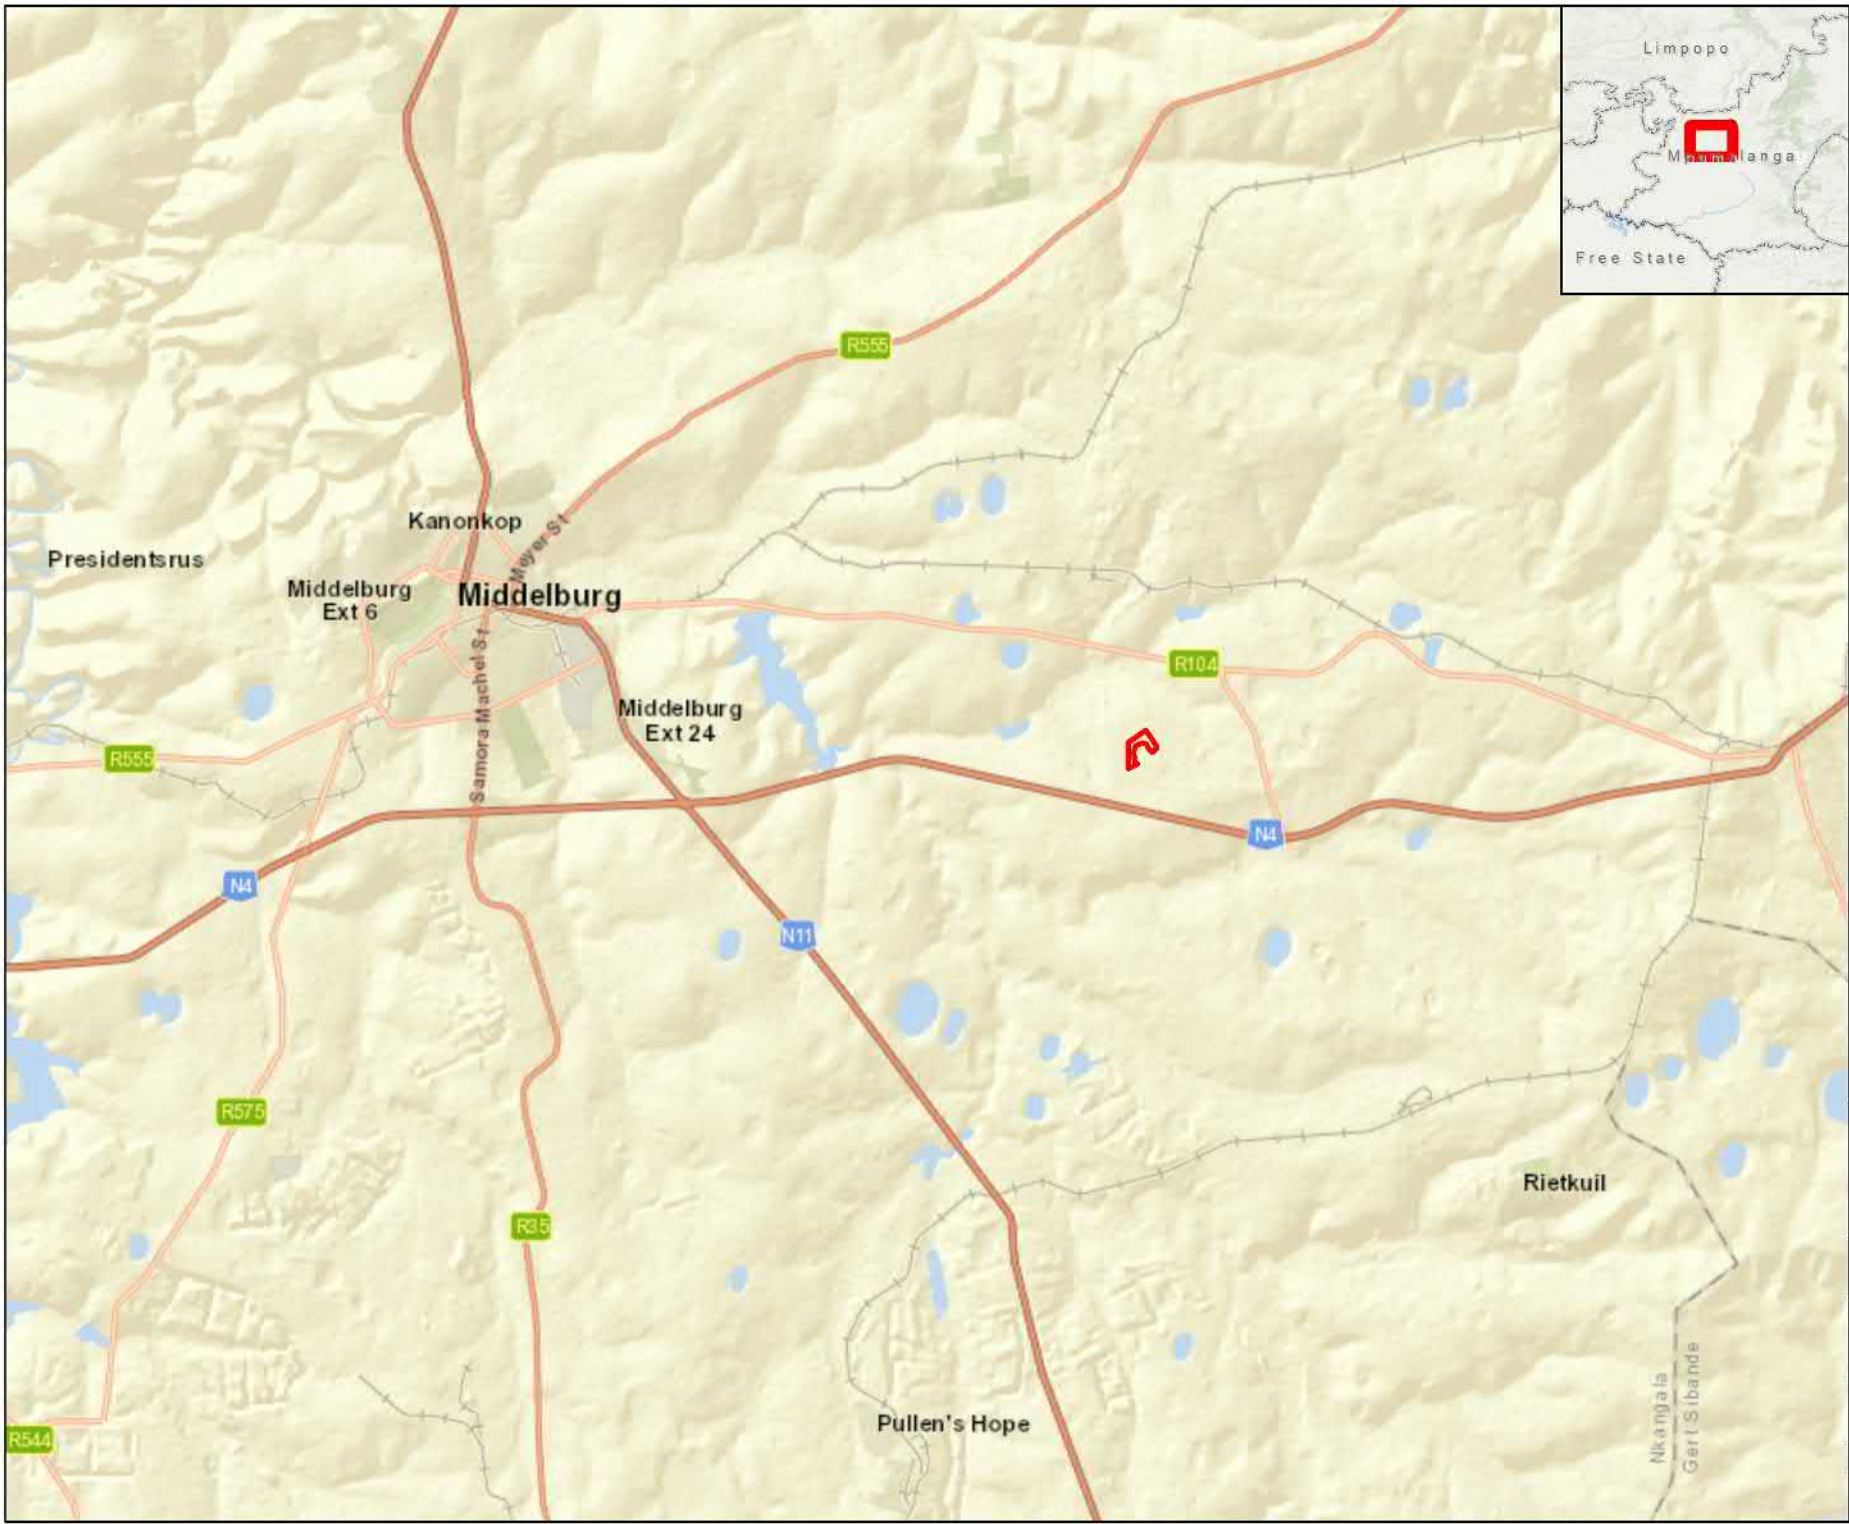 Limpopo
Mpumalanga
Free State
R555
Kanonkop
Meyer St
Presidentsrus
Middelburg
Ext 6
Middelburg
R104
Samora Machel St
Middelburg
Ext 24
R555
N4
N4
N11
R575
Rietkuil
R35
Nkangala
Gert Sibande
Pullen's Hope
R544